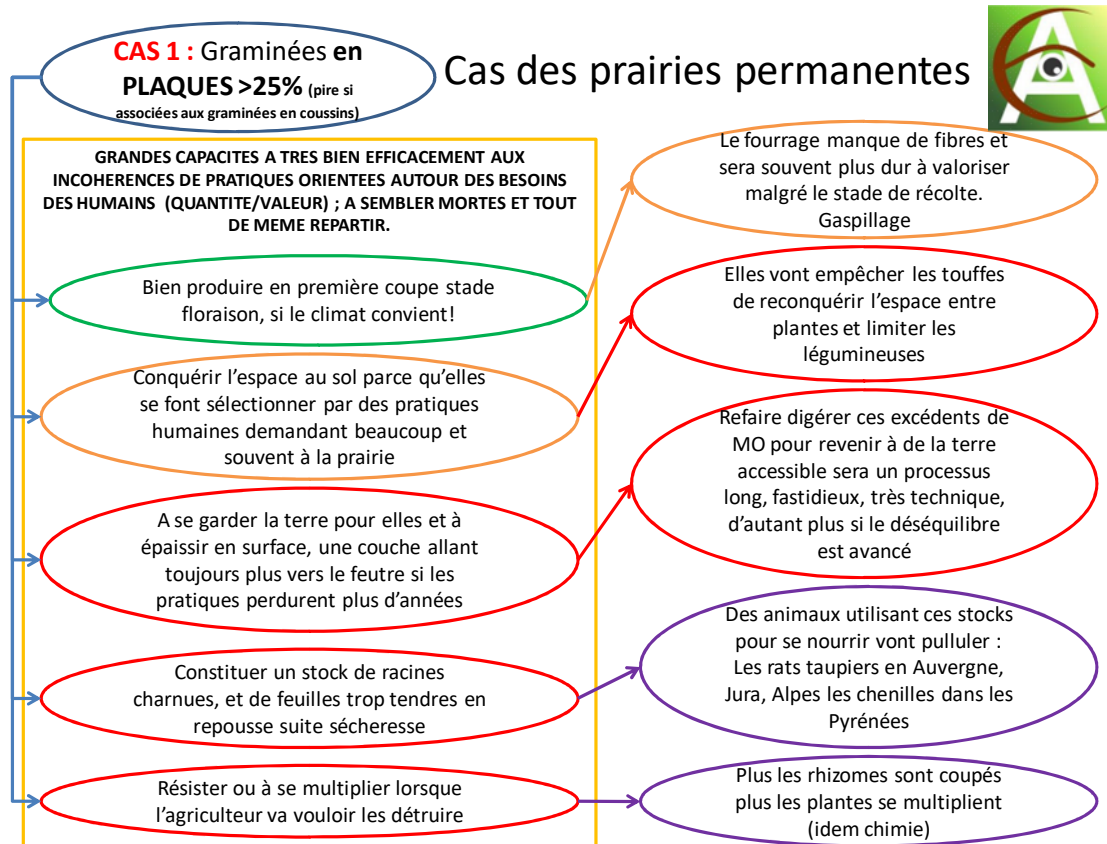 CAS 1 : Graminées en
PLAQUES >25% (pire si
associées aux graminées en coussins)
Cas des prairies permanentes
A
GRANDES CAPACITES A TRES BIEN EFFICACEMENT AUX
INCOHERENCES DE PRATIQUES ORIENTEES AUTOUR DES BESOINS
DES HUMAINS (QUANTITE/VALEUR) ; A SEMBLER MORTES ET TOUT
DE MEME REPARTIR.
Bien produire en première coupe stade
floraison, si le climat convient!
Le fourrage manque de fibres et
sera souvent plus dur à valoriser
malgré le stade de récolte.
Gaspillage
Conquérir l'espace au sol parce qu'elles
se font sélectionner par des pratiques
humaines demandant beaucoup et
souvent à la prairie
Elles vont empêcher les touffes
de reconquérir l'espace entre
plantes et limiter les
légumineuses
A se garder la terre pour elles et à
épaissir en surface, une couche allant
toujours plus vers le feutre si les
pratiques perdurent plus d'années
Refaire digérer ces excédents de
MO pour revenir à de la terre
accessible sera un processus
long, fastidieux, très technique,
d'autant plus si le déséquilibre
est avancé
Constituer un stock de racines
charnues, et de feuilles trop tendres en
repousse suite sécheresse
Des animaux utilisant ces stocks
pour se nourrir vont pulluler :
Les rats taupiers en Auvergne,
Jura, Alpes les chenilles dans les
Pyrénées
Résister ou à se multiplier lorsque
l'agriculteur va vouloir les détruire
Plus les rhizomes sont coupés
plus les plantes se multiplient
(idem chimie)